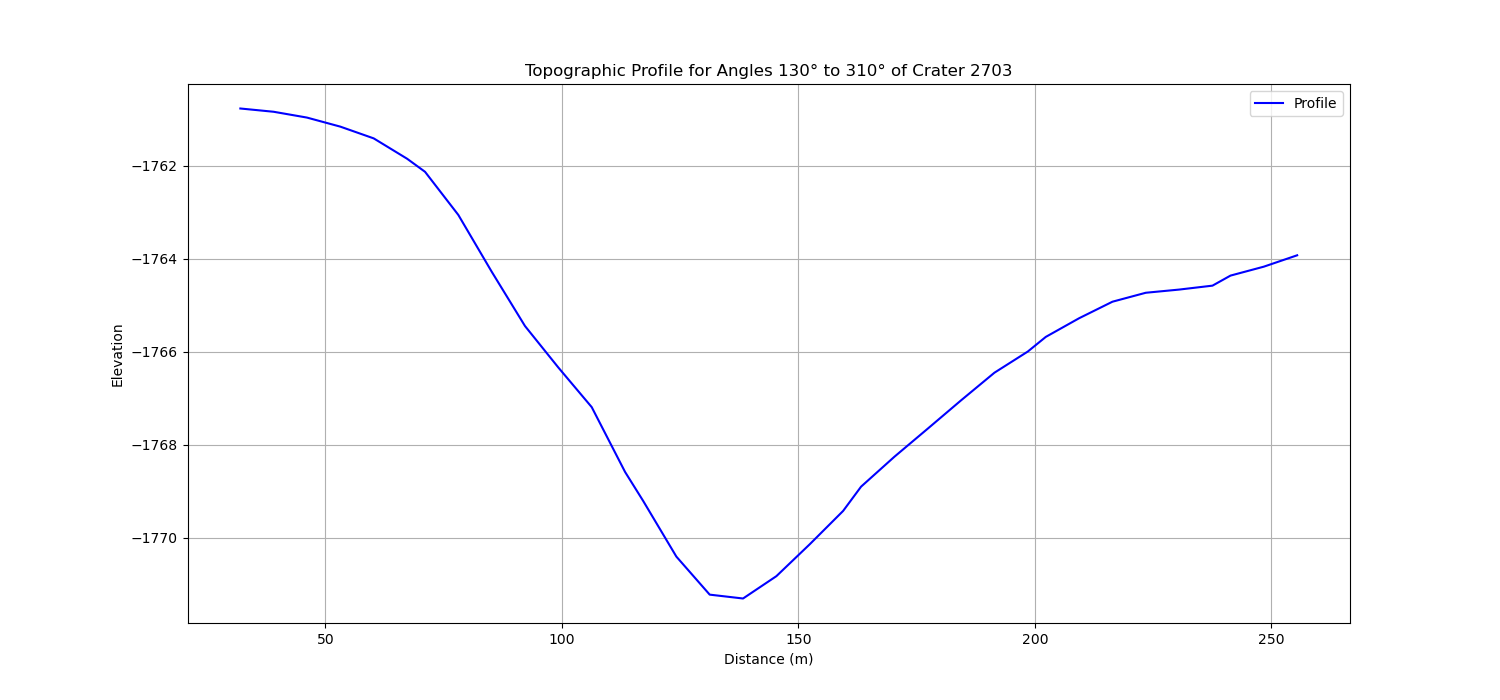 Topographic Profile for Angles 130° to 310° of Crater 2703
Profile
−1762
−1764
−1766
−1768
−1770
Elevation
50
100
150
200
250
Distance (m)